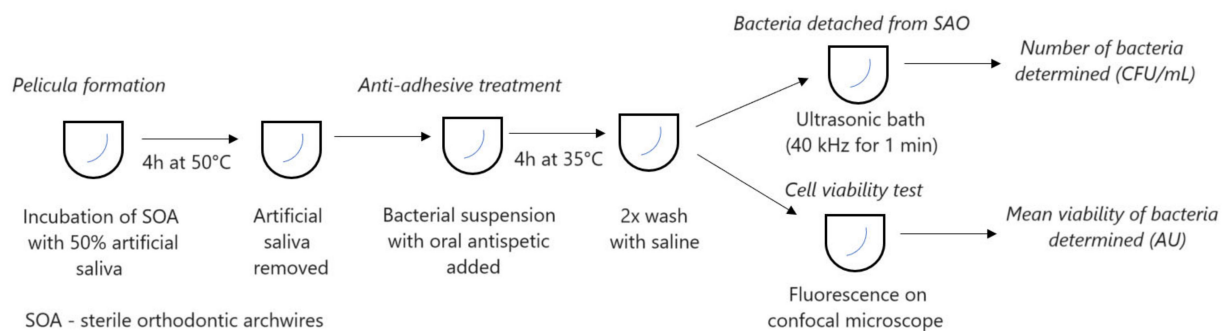 Pelicula formation
4h at 50°C
Incubation of SOA
with 50% artificial
saliva
Artificial
saliva
removed
Anti-adhesive treatment
4h at 35°C
Bacterial suspension
with oral antispetic
added
2x wash
with saline
Bacteria detached from SAO
Ultrasonic bath
(40 kHz for 1 min)
Number of bacteria
determined (CFU/mL)
Cell viability test
Fluorescence on
confocal microscope
Mean viability of bacteria
determined (AU)
SOA - sterile orthodontic archwires